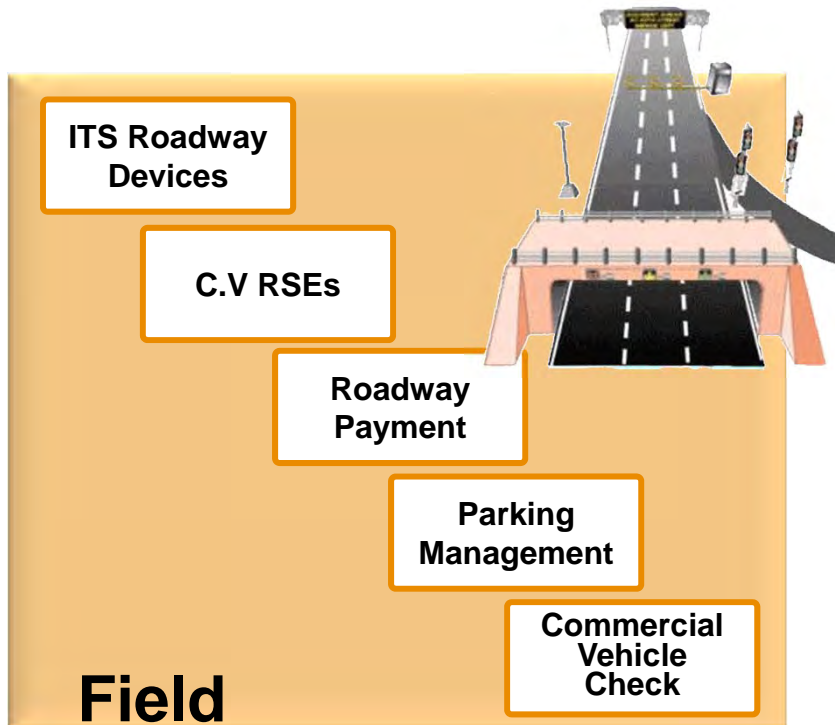 ITS Roadway
Devices
C.V RSEs
Roadway
Payment
Parking
Management
Commercial
Vehicle
Check
Field